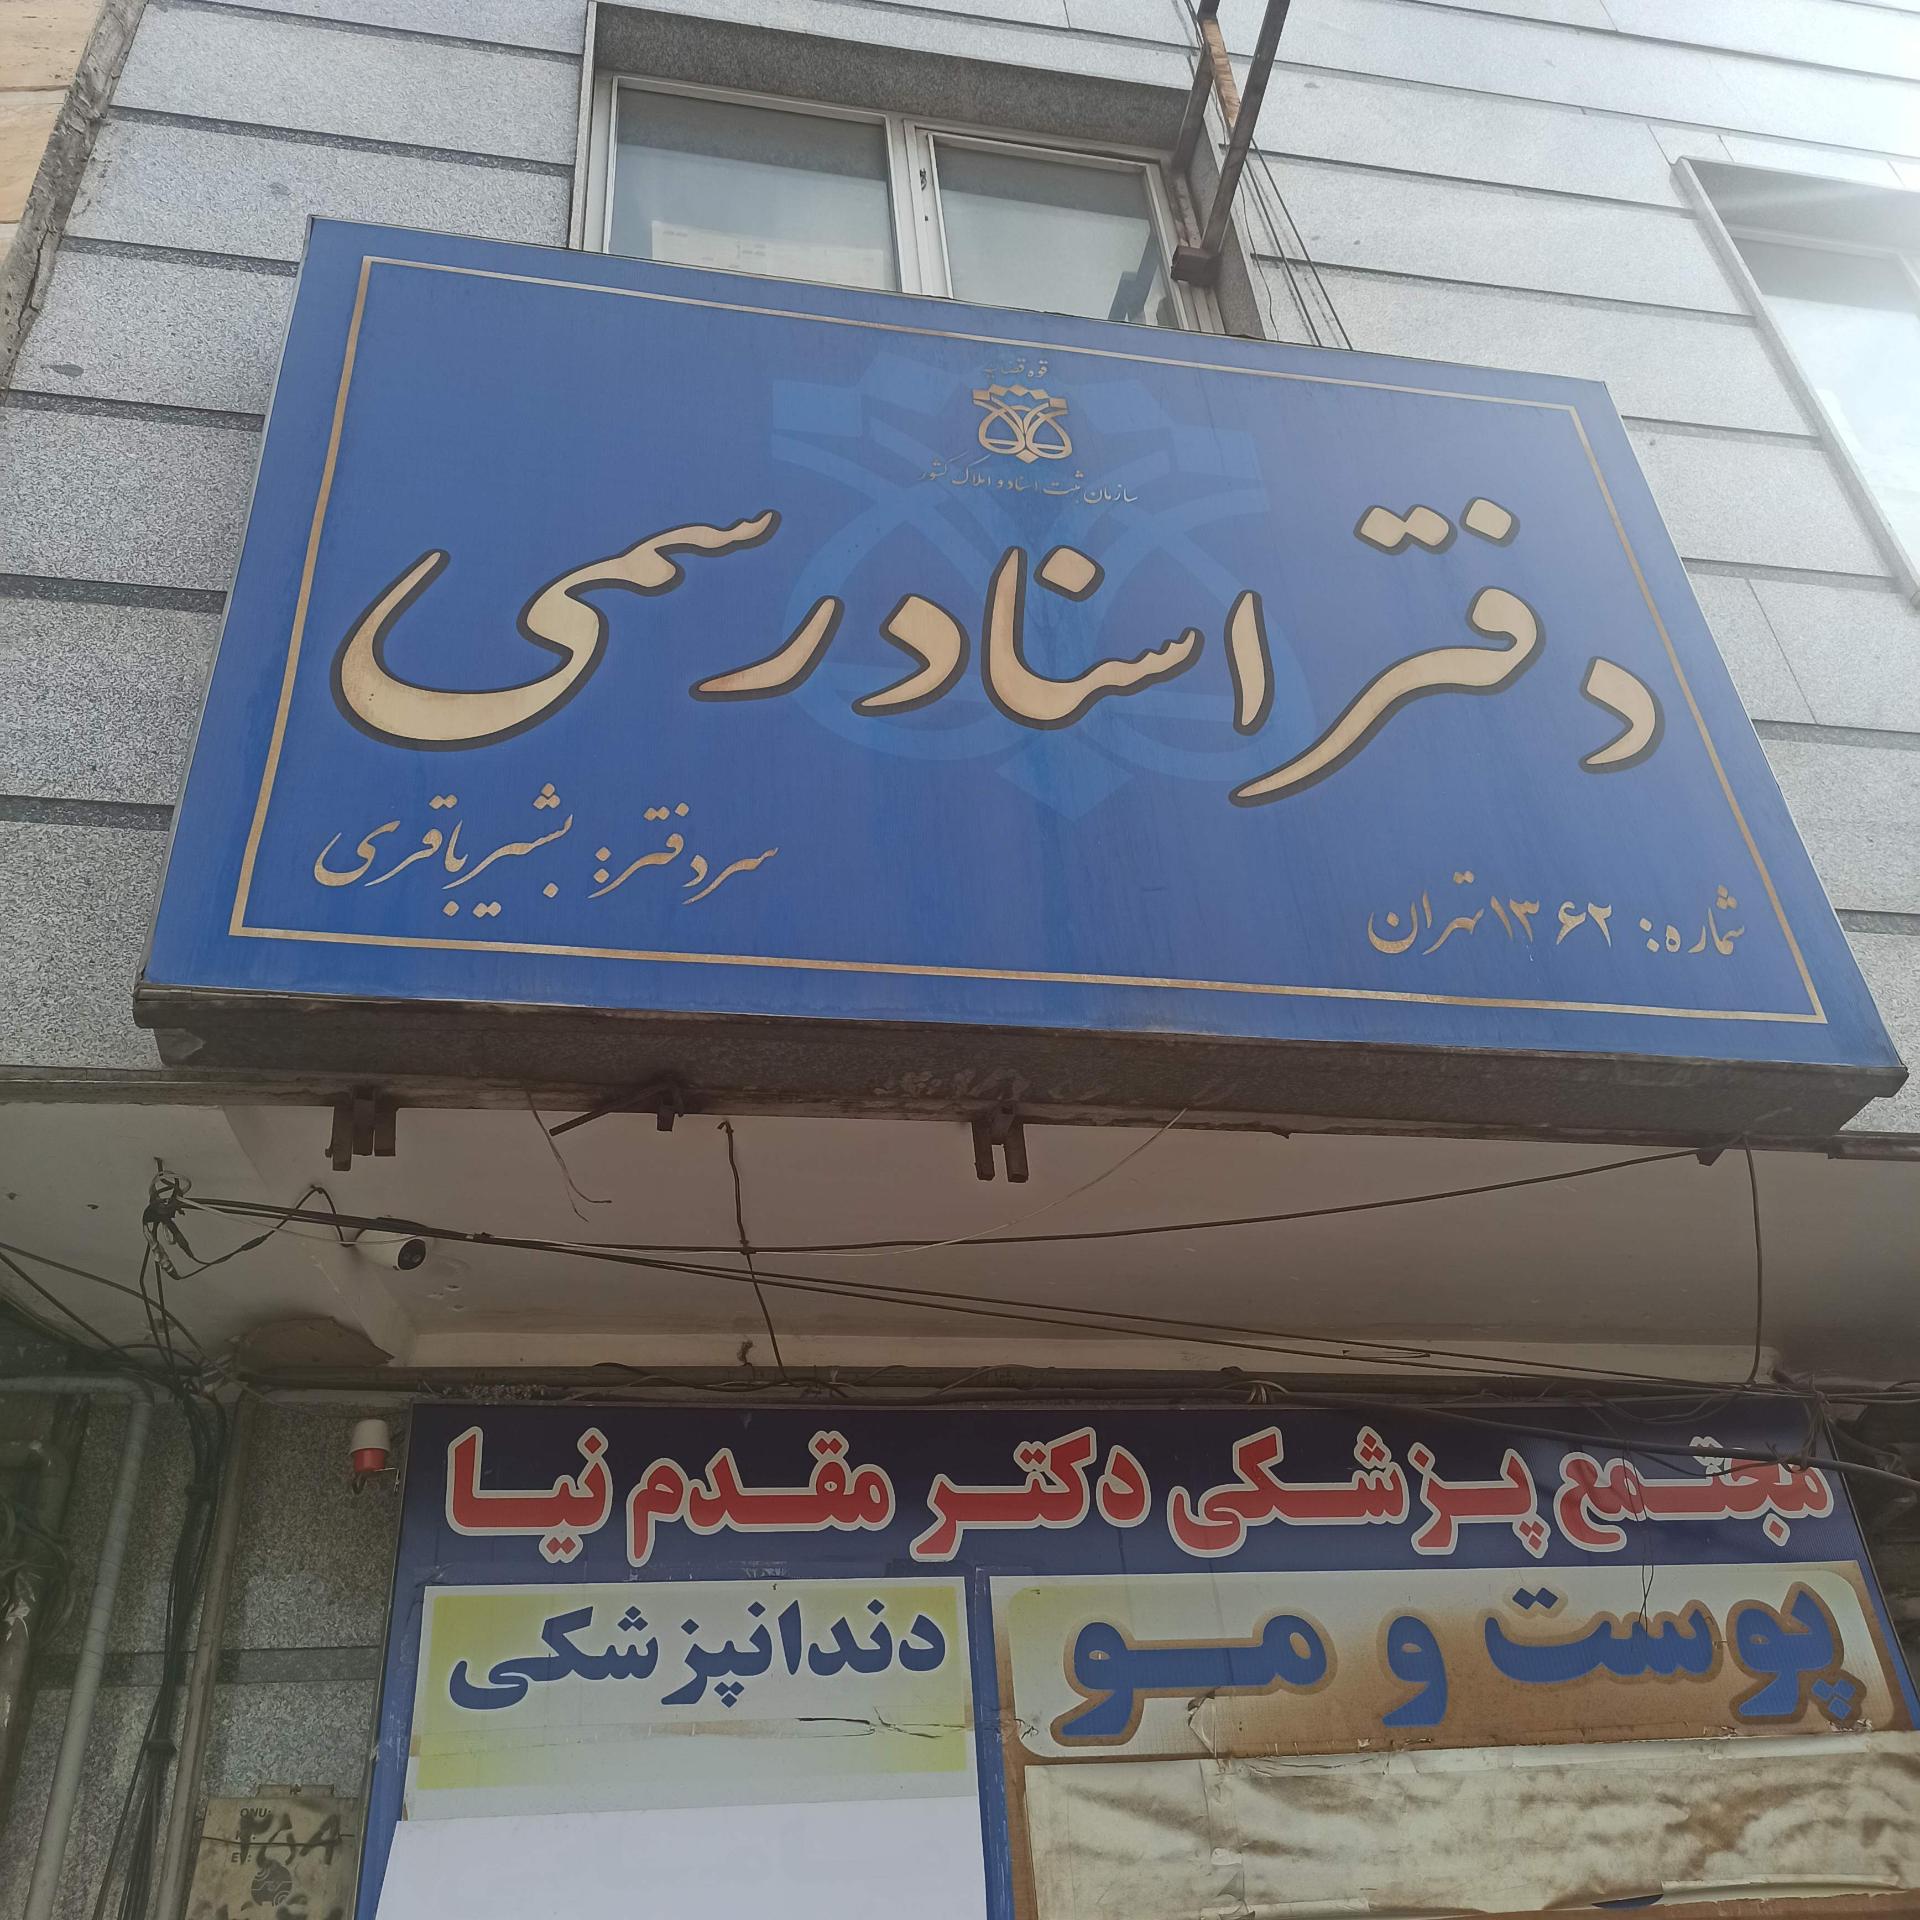 قوه قضاییه
سازمان ثبت اسناد و املاک کشور
دفتر اسناد رسمی
شماره: ۱۳۶۲ تهران
سردفتر: بشیر باقری
مجتمع پزشکی دکتر مقدم نیا
پوست و مو
دندانپزشکی
ONU: